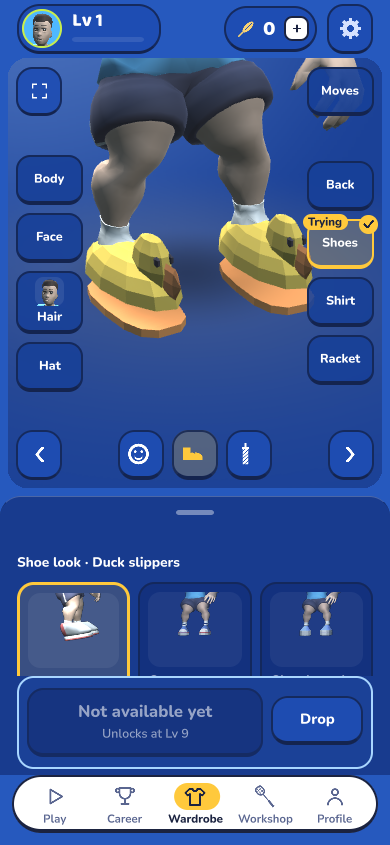 Lv 1
0
+
Moves
Body
Back
Face
Trying
Shoes
Hair
Shirt
Hat
Racket
Shoe look · Duck slippers
Not available yet
Unlocks at Lv 9
Drop
Play
Career
Wardrobe
Workshop
Profile